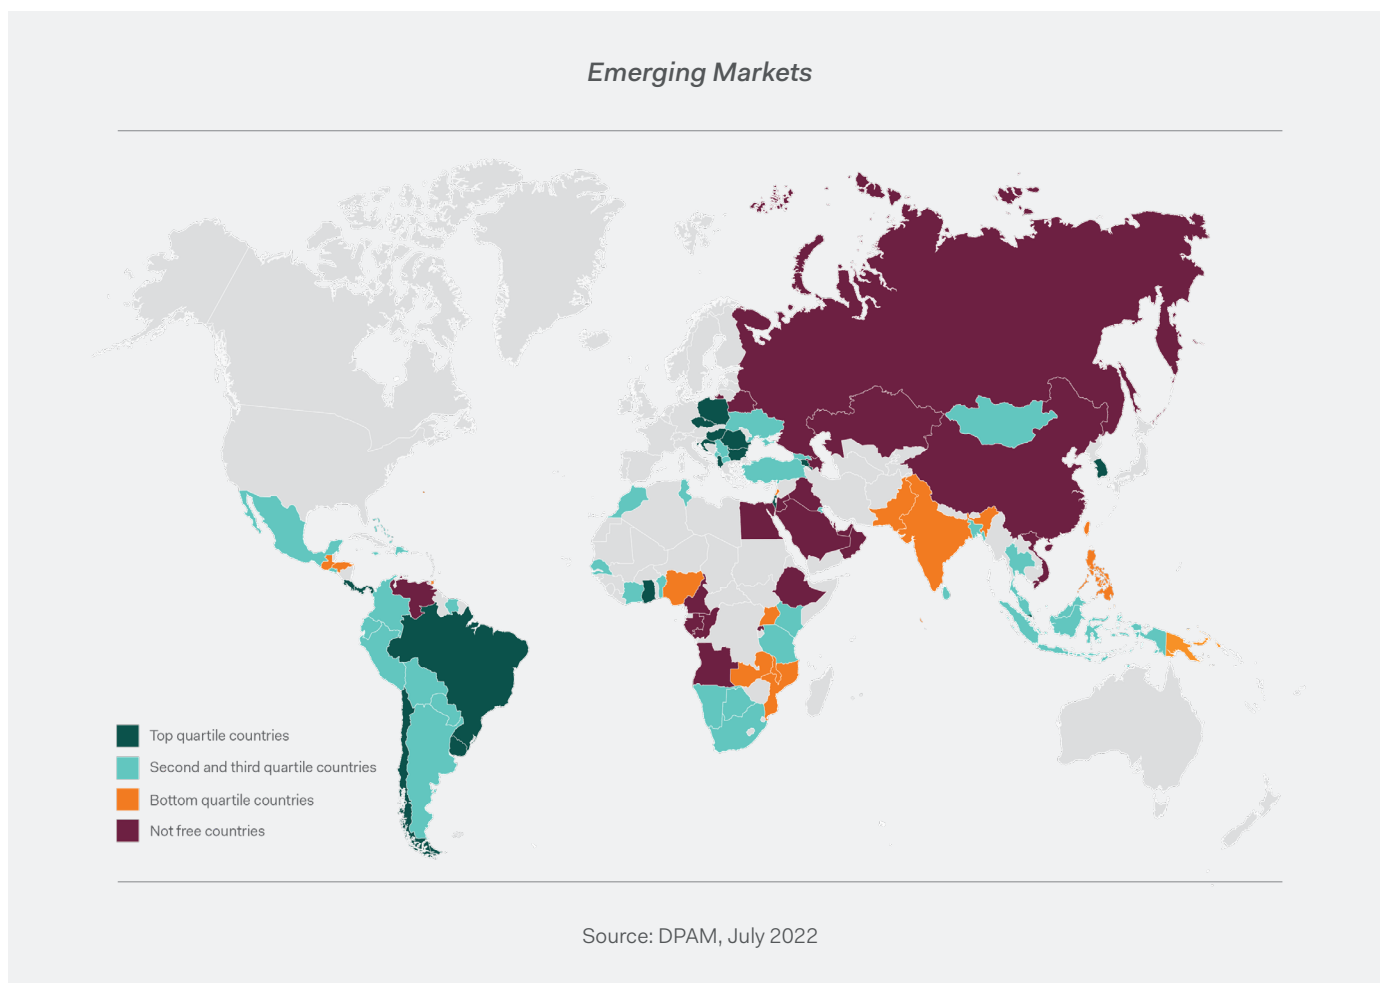 Emerging Markets
Top quartile countries
Second and third quartile countries
Bottom quartile countries
Not free countries
Source: DPAM, July 2022